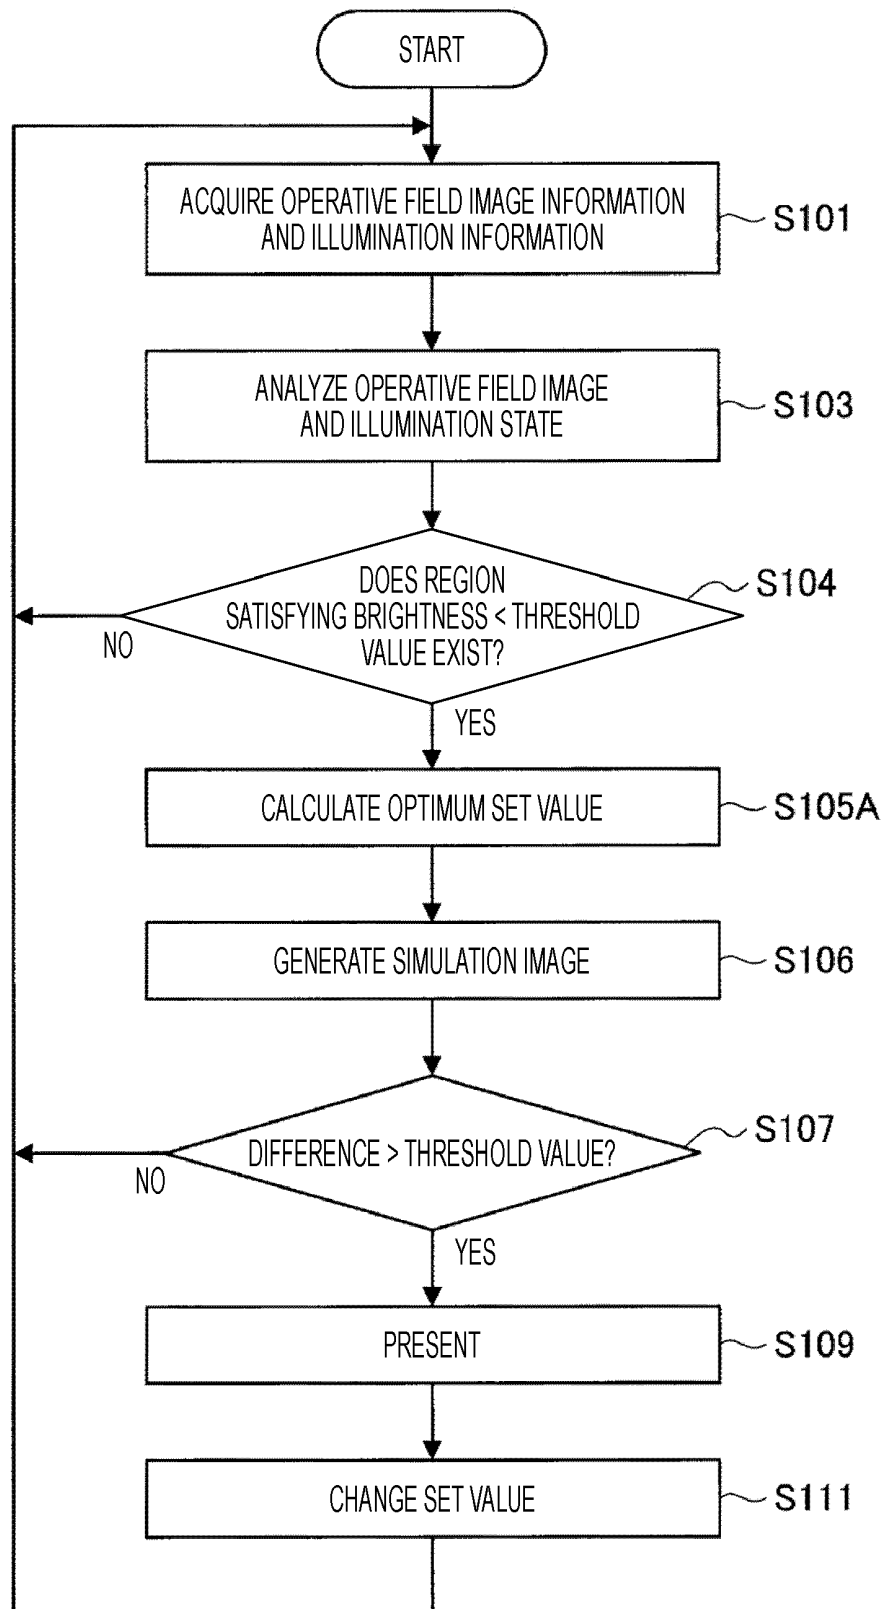 START
ACQUIRE OPERATIVE FIELD IMAGE INFORMATION
AND ILLUMINATION INFORMATION
S101
ANALYZE OPERATIVE FIELD IMAGE
AND ILLUMINATION STATE
S103
DOES REGION
SATISFYING BRIGHTNESS < THRESHOLD
VALUE EXIST?
S104
NO
YES
CALCULATE OPTIMUM SET VALUE
S105A
GENERATE SIMULATION IMAGE
S106
DIFFERENCE > THRESHOLD VALUE?
S107
NO
YES
PRESENT
S109
CHANGE SET VALUE
S111